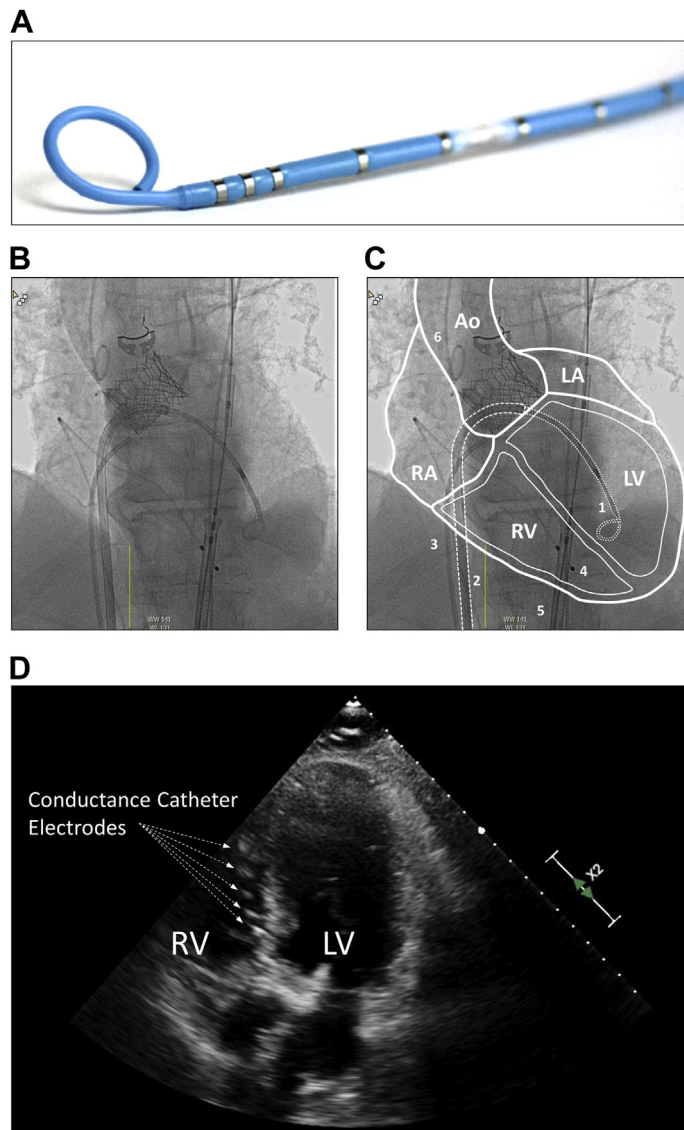 A
B
C
WW 141
WL 131
6
Ao
LA
RA
LV
1
RV
3
2
4
5
WW 141
WL 131
D
Conductance Catheter
Electrodes
X2
RV
LV